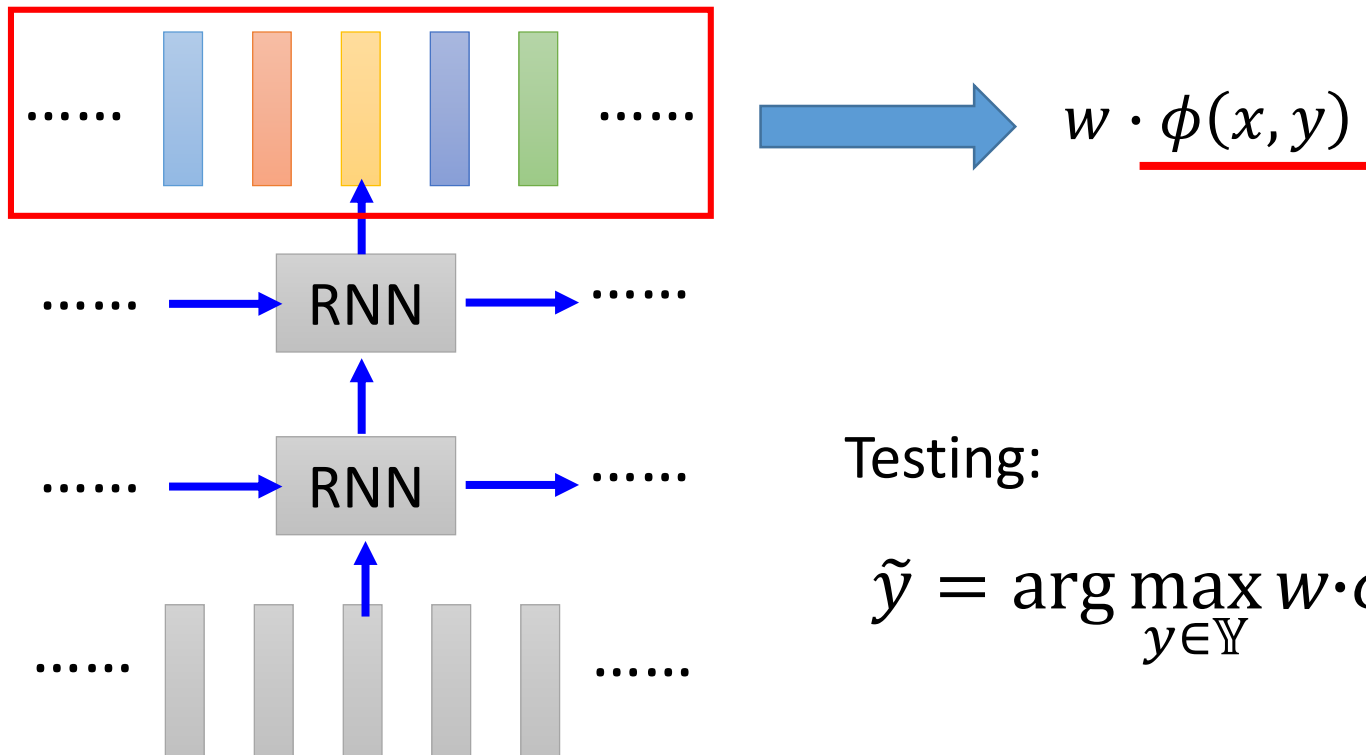 ...... ......
w · ϕ(x, y)
...... RNN ......
Testing:
...... RNN ......
ỹ = arg max w·
y∈𝕐
...... ......